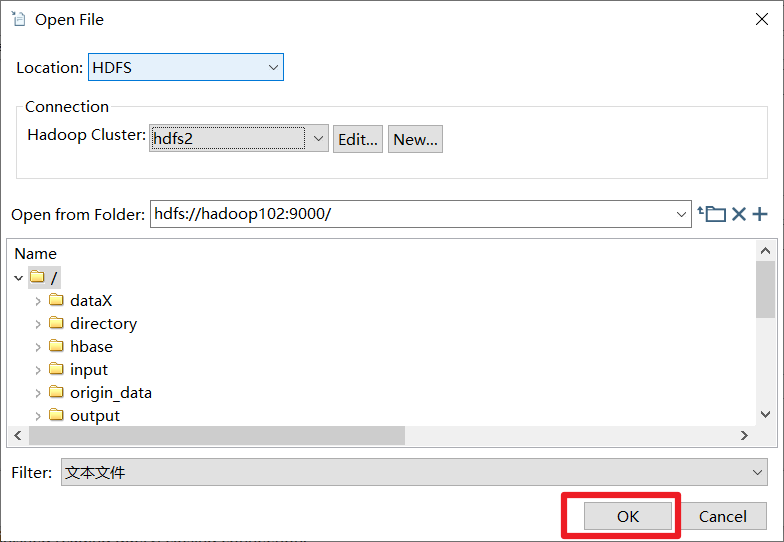 Open File
Location: HDFS
Connection
Hadoop Cluster: hdfs2 Edit... New...
Open from Folder: hdfs://hadoop102:9000/
Name
/
dataX
directory
hbase
input
origin_data
output
Filter: 文本文件
OK Cancel